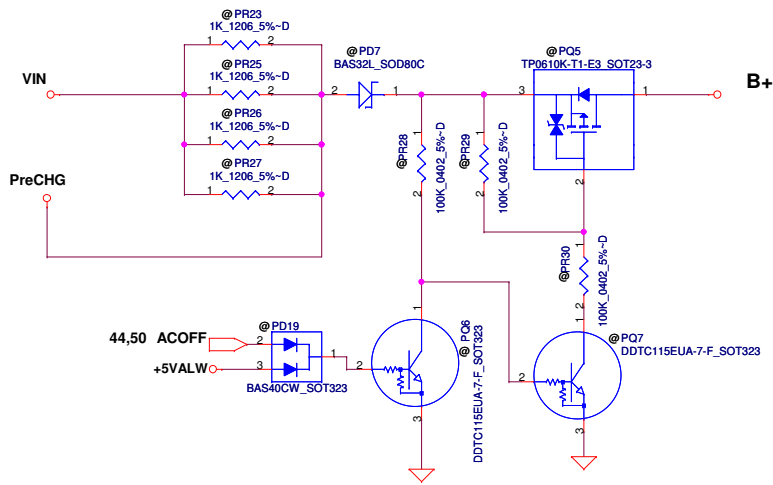 @PR23
1K_1206_5%~D
1 2
VIN
@PR25
1K_1206_5%~D
1 2
@PR26
1K_1206_5%~D
1 2
@PR27
1K_1206_5%~D
1 2
PreCHG
@PD7
BAS32L_SOD80C
2 1
@PQ5
TP0610K-T1-E3_SOT23-3
3 1
2
B+
@PR28
100K_0402_5%~D
1 2
@PR29
100K_0402_5%~D
1 2
@PR30
100K_0402_5%~D
1 2
44,50 ACOFF
+5VALW
@PD19
2
3
1
BAS40CW_SOT323
@PQ6
DDTC115EUA-7-F_SOT323
1
2
3
@PQ7
DDTC115EUA-7-F_SOT323
1
2
3